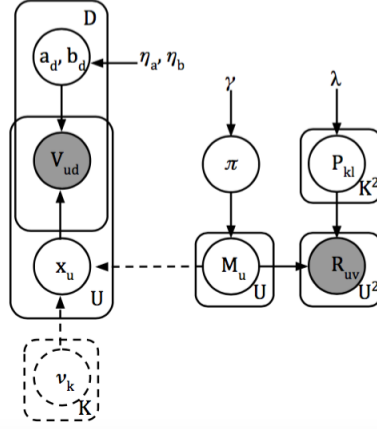 D
a_d, b_d
η_a, η_b
γ
λ
V_ud
π
P_kl
K²
x_u
U
M_u
U
R_uv
U²
ν_k
K